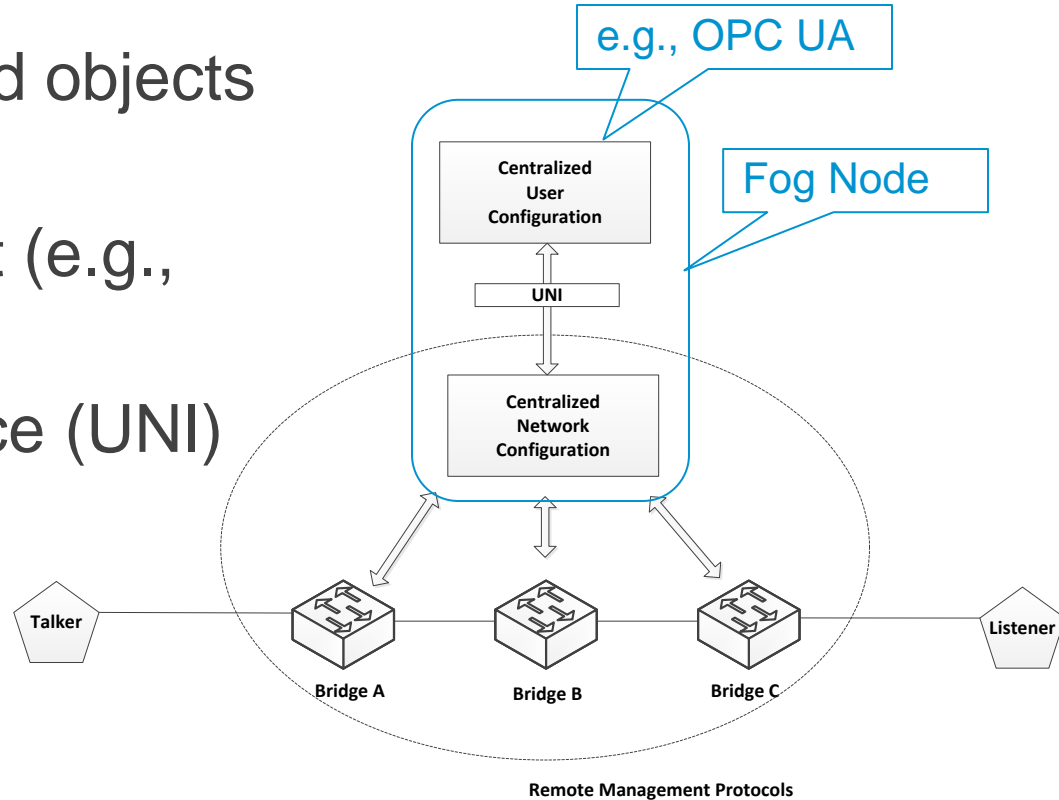 d objects
t (e.g.,
ce (UNI)
e.g., OPC UA
Fog Node
Centralized
User
Configuration
UNI
Centralized
Network
Configuration
Talker
Listener
Bridge A
Bridge B
Bridge C
Remote Management Protocols